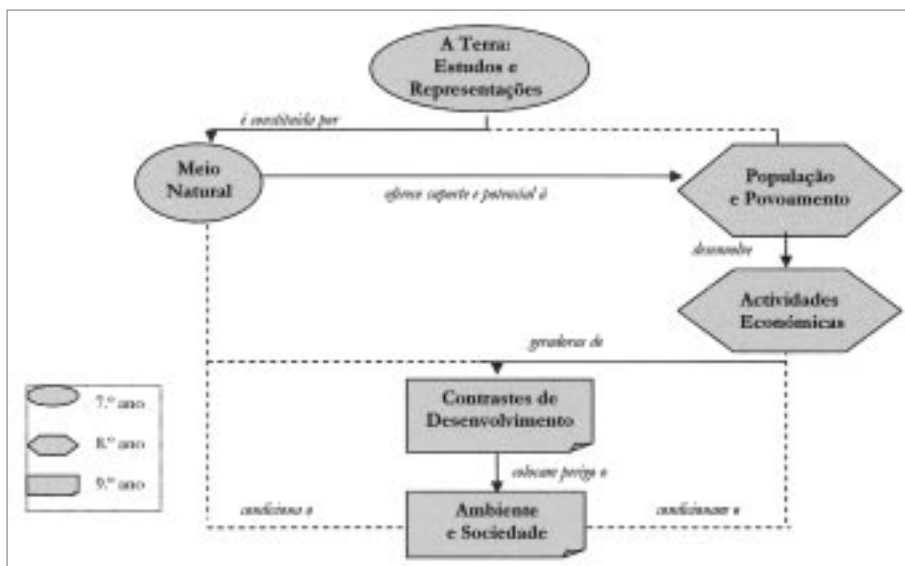 A Terra:
Estudos e
Representações
é constituída por
Meio
Natural
oferece suporte e potencial à
População
e Povoamento
desenvolve
Actividades
Económicas
geradoras de
Contrastes de
Desenvolvimento
colocam perigo o
Ambiente
e Sociedade
condiciona o
condicionam o
7.º ano
8.º ano
9.º ano